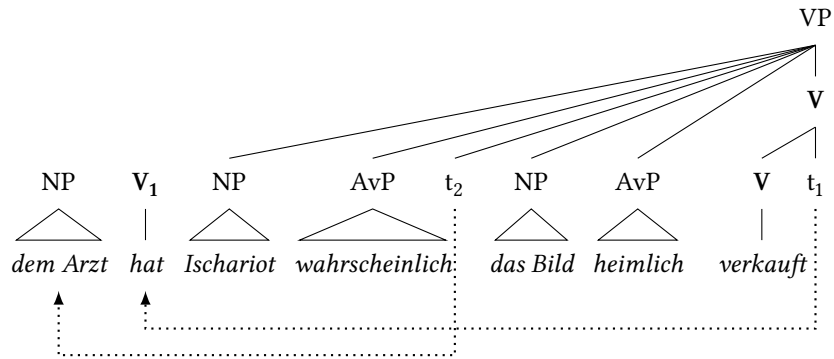 VP
V
NP V₁ NP AvP t₂ NP AvP V t₁
dem Arzt hat Ischariot wahrscheinlich das Bild heimlich verkauft